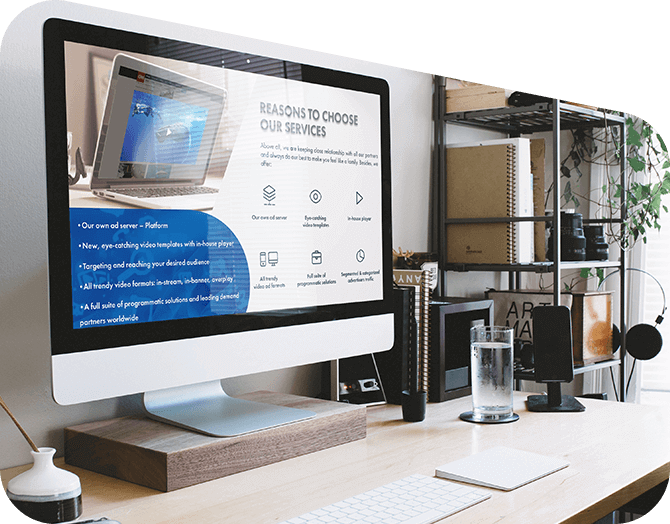 REASONS TO CHOOSE
OUR SERVICES
Above all, we are keeping close relationship with all our partners
and always do our best to make you feel like a family. Besides, we
offer:
Our own ad server
Eye-catching
video templates
In-house player
All trendy
video ad formats
Full suite of
programmatic solutions
Segmented & categorized
advertisers traffic
•Our own ad server – Platform
•New, eye-catching video templates with in-house player
•Targeting and reaching your desired audience
•All trendy video formats: in-stream, in-banner, overplay
•A full suite of programmatic solutions and leading demand
partners worldwide
ART